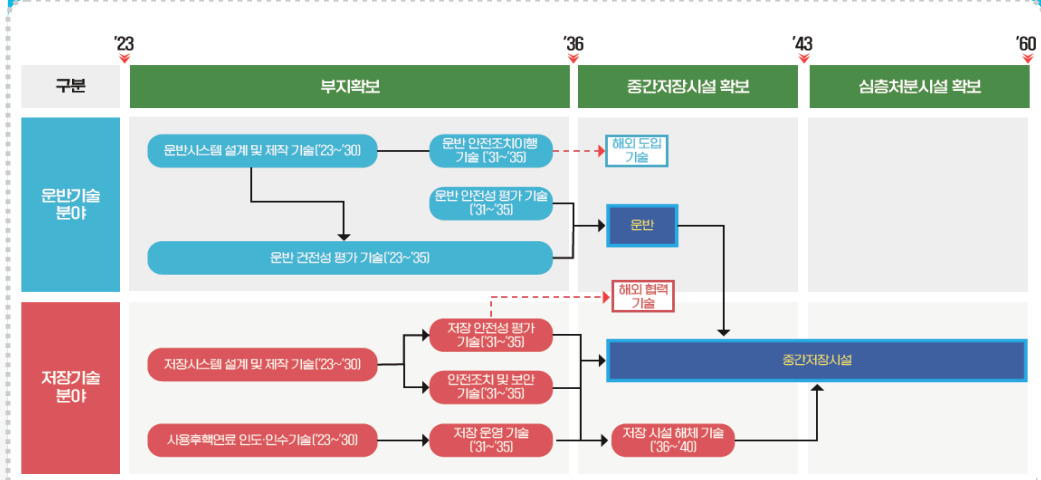 '23
'36
'43
'60
구분
부지확보
중간저장시설 확보
심층처분시설 확보
운반기술
분야
운반시스템 설계 및 제작 기술('23~'30)
운반 안전조치이행
기술 ('31~'35)
해외 도입
기술
운반 안전성 평가 기술
('31~'35)
운반
운반 건전성 평가 기술('23~'35)
해외 협력
기술
저장기술
분야
저장 안전성 평가
기술('31~'35)
저장시스템 설계 및 제작 기술('23~'30)
중간저장시설
안전조치 및 보안
기술('31~'35)
사용후핵연료 인도·인수기술('23~'30)
저장 운영 기술
('31~'35)
저장 시설 해체 기술
('36~'40)